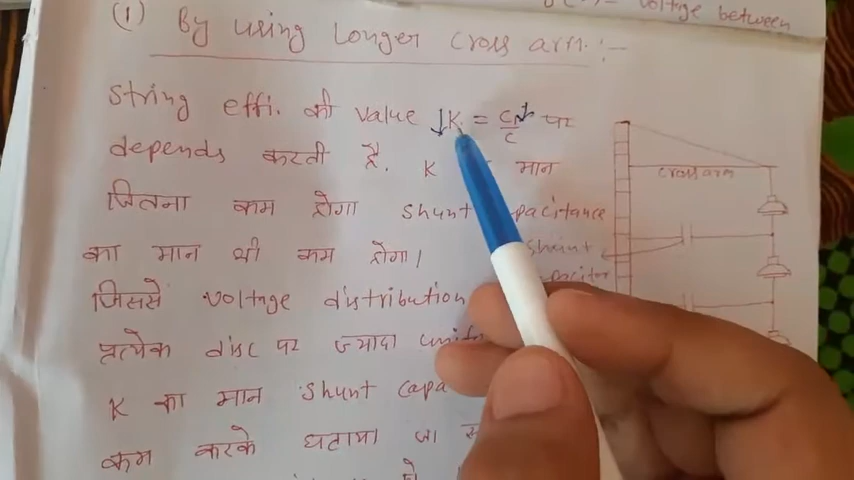 voltage between
(1) By using Longer cross arm :-
String effi. की value ↓K = C1↓/C पर
depends करती है. K मान
जितना कम होगा shunt capacitance
का मान भी कम होगा।
जिससे voltage distribution
प्रत्येक disc पर ज्यादा
K का मान shunt
कम करके घटाया जा
cross arm
shunt
capacitor